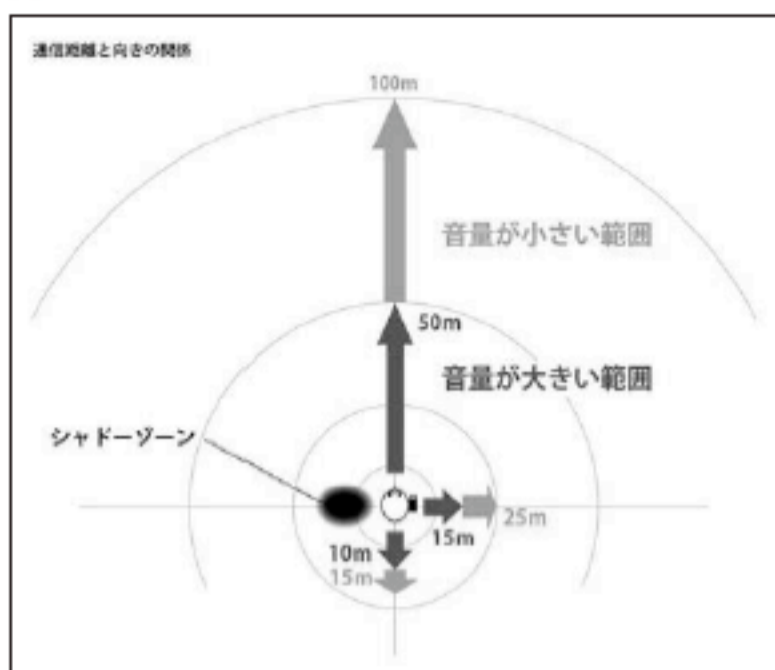 通信距離と向きの関係
100m
音量が小さい範囲
50m
音量が大きい範囲
シャドーゾーン
25m
15m
10m
15m